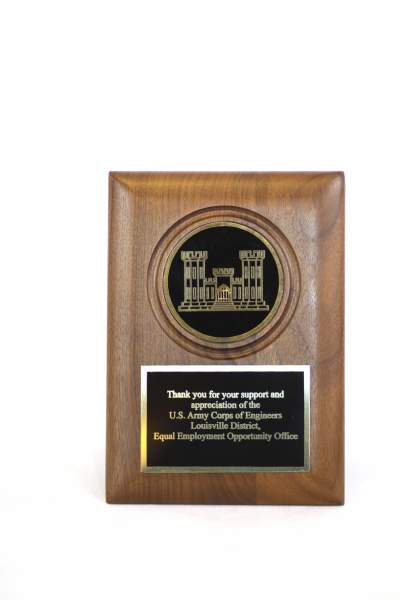 Thank you for your support and
appreciation of the
U.S. Army Corps of Engineers
Louisville District,
Equal Employment Opportunity Office